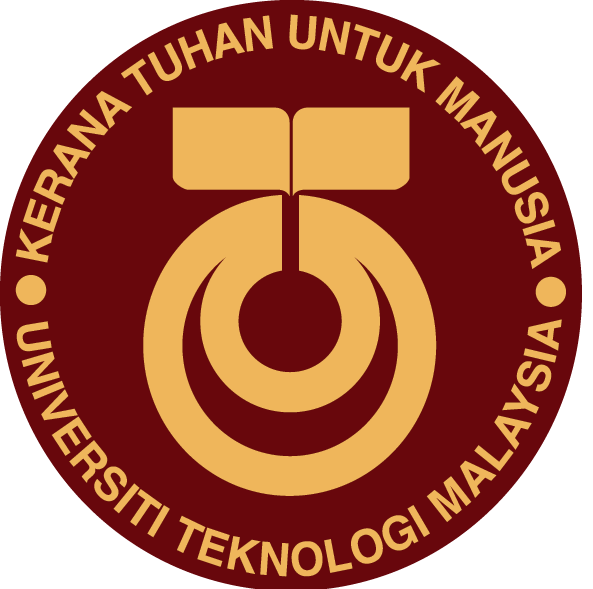 KERANA TUHAN UNTUK MANUSIA
UNIVERSITI TEKNOLOGI MALAYSIA